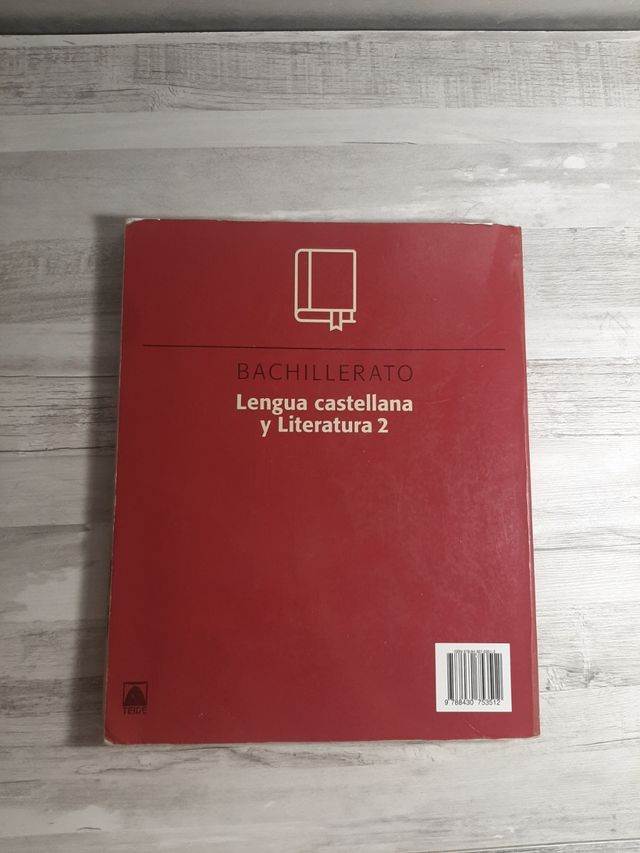 BACHILLERATO
Lengua castellana
y Literatura 2
9 788430 753512
TEIDE